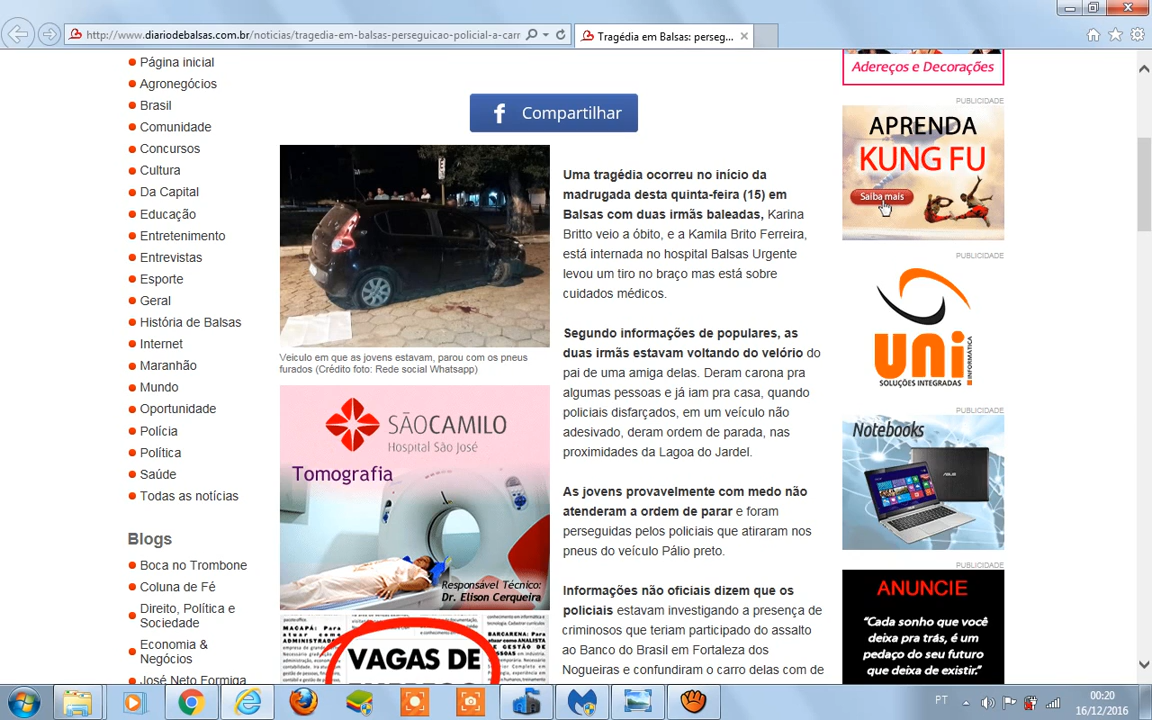 http://www.diariodebalsas.com.br/noticias/tragedia-em-balsas-perseguicao-policial-a-carr
Tragédia em Balsas: perseg...
Página inicial
Agronegócios
Brasil
Comunidade
Concursos
Cultura
Da Capital
Educação
Entretenimento
Entrevistas
Esporte
Geral
História de Balsas
Internet
Maranhão
Mundo
Oportunidade
Polícia
Política
Saúde
Todas as notícias
Blogs
Boca no Trombone
Coluna de Fé
Direito, Política e
Sociedade
Economia &
Negócios
José Neto Formiga
f Compartilhar
Veículo em que as jovens estavam, parou com os pneus
furados (Crédito foto: Rede social Whatsapp)
SÃOCAMILO
Hospital São José
Tomografia
Responsável Técnico:
Dr. Elison Cerqueira
MACAPÁ: Para
BARCARENA: Para
VAGAS DE
Uma tragédia ocorreu no início da
madrugada desta quinta-feira (15) em
Balsas com duas irmãs baleadas, Karina
Britto veio a óbito, e a Kamila Brito Ferreira,
está internada no hospital Balsas Urgente
levou um tiro no braço mas está sobre
cuidados médicos.
Segundo informações de populares, as
duas irmãs estavam voltando do velório do
pai de uma amiga delas. Deram carona pra
algumas pessoas e já iam pra casa, quando
policiais disfarçados, em um veículo não
adesivado, deram ordem de parada, nas
proximidades da Lagoa do Jardel.
As jovens provavelmente com medo não
atenderam a ordem de parar e foram
perseguidas pelos policiais que atiraram nos
pneus do veículo Pálio preto.
Informações não oficiais dizem que os
policiais estavam investigando a presença de
criminosos que teriam participado do assalto
ao Banco do Brasil em Fortaleza dos
Nogueiras e confundiram o carro delas com de
Adereços e Decorações
PUBLICIDADE
APRENDA
KUNG FU
Saiba mais
PUBLICIDADE
UNi
INFORMÁTICA
SOLUÇÕES INTEGRADAS
PUBLICIDADE
Notebooks
ASUS
PUBLICIDADE
ANUNCIE
“Cada sonho que você
deixa pra trás, é um
pedaço do seu futuro
que deixa de existir.”
PT
00:20
16/12/2016